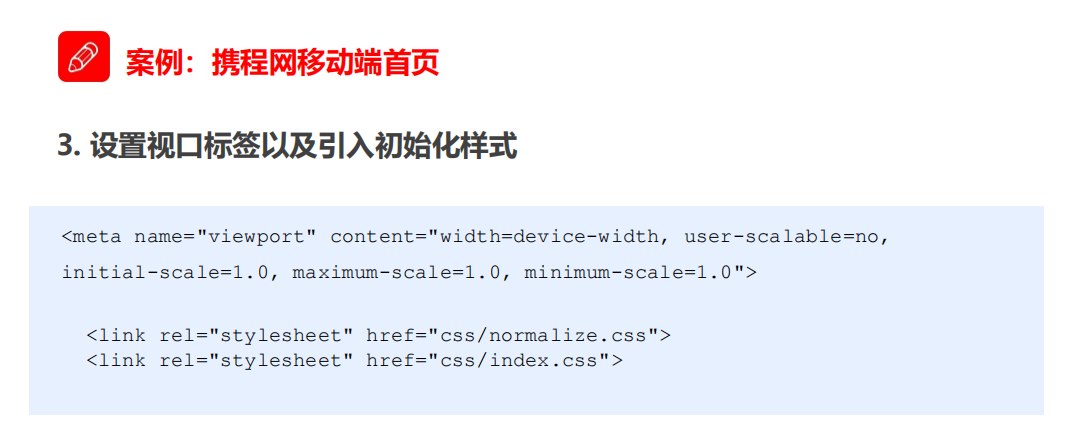 案例：携程网移动端首页
3. 设置视口标签以及引入初始化样式
<meta name="viewport" content="width=device-width, user-scalable=no,
initial-scale=1.0, maximum-scale=1.0, minimum-scale=1.0">
<link rel="stylesheet" href="css/normalize.css">
<link rel="stylesheet" href="css/index.css">